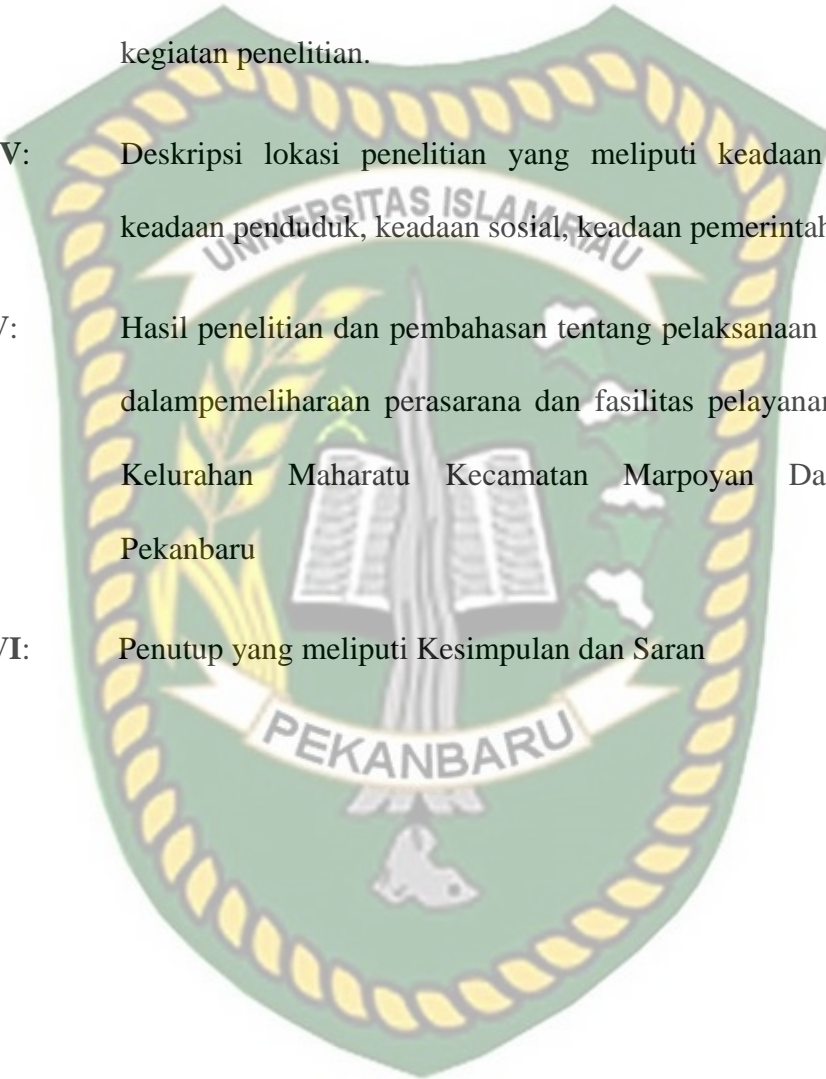 kegiatan penelitian.
V: Deskripsi lokasi penelitian yang meliputi keadaan
keadaan penduduk, keadaan sosial, keadaan pemerintah
UNIVERSITAS ISLAM RIAU
V: Hasil penelitian dan pembahasan tentang pelaksanaan
dalampemeliharaan perasarana dan fasilitas pelayanan
Kelurahan Maharatu Kecamatan Marpoyan Da
Pekanbaru
VI: Penutup yang meliputi Kesimpulan dan Saran
PEKANBARU